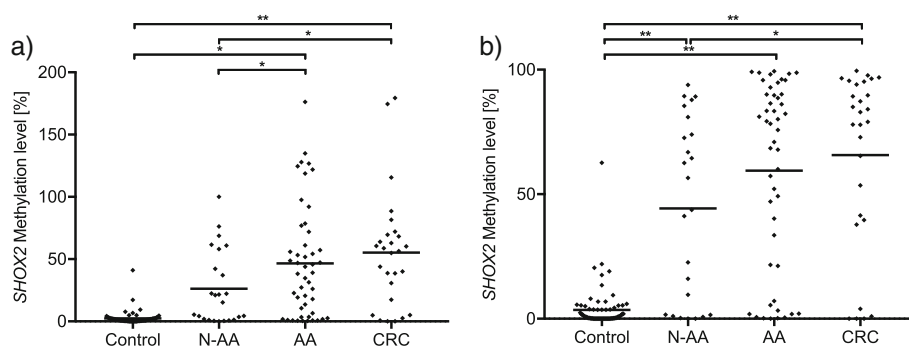 a)
**
*
*
*
SHOX2 Methylation level [%]
200
150
100
50
0
Control N-AA AA CRC
b)
**
** *
**
SHOX2 Methylation level [%]
100
50
0
Control N-AA AA CRC